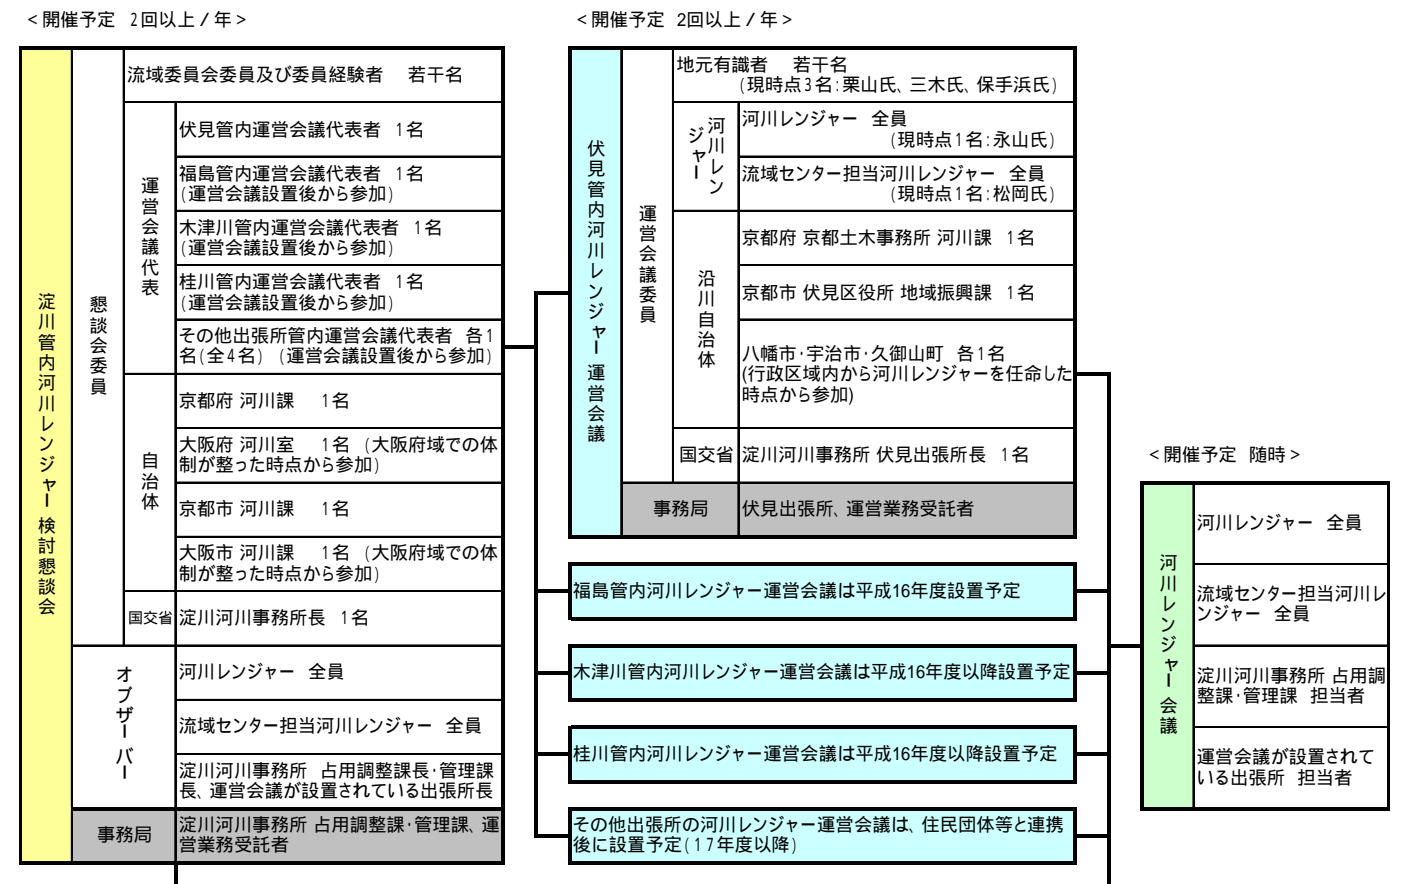 <開催予定 2回以上/年>
淀川管内河川レンジャー検討懇談会
懇談会委員
流域委員会委員及び委員経験者 若干名
運営会議代表
伏見管内運営会議代表者 1名
福島管内運営会議代表者 1名
(運営会議設置後から参加)
木津川管内運営会議代表者 1名
(運営会議設置後から参加)
桂川管内運営会議代表者 1名
(運営会議設置後から参加)
その他出張所管内運営会議代表者 各1
名(全4名) (運営会議設置後から参加)
自治体
京都府 河川課 1名
大阪府 河川室 1名 (大阪府域での体
制が整った時点から参加)
京都市 河川課 1名
大阪市 河川課 1名 (大阪府域での体
制が整った時点から参加)
国交省
淀川河川事務所長 1名
オブザーバー
河川レンジャー 全員
流域センター担当河川レンジャー 全員
淀川河川事務所 占用調整課長・管理課
長、運営会議が設置されている出張所長
事務局
淀川河川事務所 占用調整課・管理課、運
営業務受託者
<開催予定 2回以上/年>
伏見管内河川レンジャー運営会議
運営会議委員
地元有識者 若干名
(現時点3名:栗山氏、三木氏、保手浜氏)
河川レン
ジャー
河川レンジャー 全員
(現時点1名:永山氏)
流域センター担当河川レンジャー 全員
(現時点1名:松岡氏)
沿川自治体
京都府 京都土木事務所 河川課 1名
京都市 伏見区役所 地域振興課 1名
八幡市・宇治市・久御山町 各1名
(行政区域内から河川レンジャーを任命した
時点から参加)
国交省
淀川河川事務所 伏見出張所長 1名
事務局
伏見出張所、運営業務受託者
福島管内河川レンジャー運営会議は平成16年度設置予定
木津川管内河川レンジャー運営会議は平成16年度以降設置予定
桂川管内河川レンジャー運営会議は平成16年度以降設置予定
その他出張所の河川レンジャー運営会議は、住民団体等と連携
後に設置予定(17年度以降)
<開催予定 随時>
河川レンジャー会議
河川レンジャー 全員
流域センター担当河川レ
ンジャー 全員
淀川河川事務所 占用調
整課・管理課 担当者
運営会議が設置されて
いる出張所 担当者